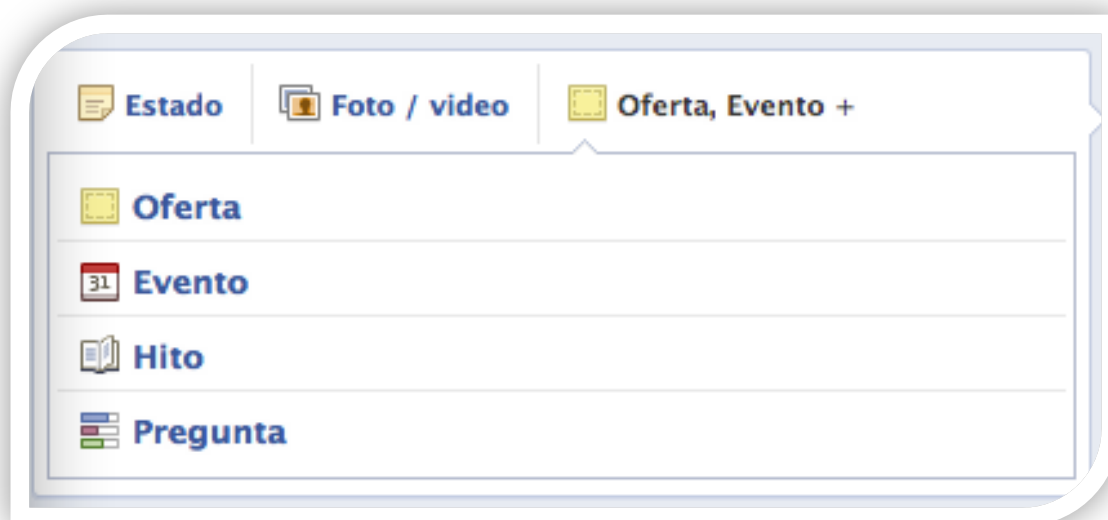 Estado Foto / video Oferta, Evento +
Oferta
31 Evento
Hito
Pregunta